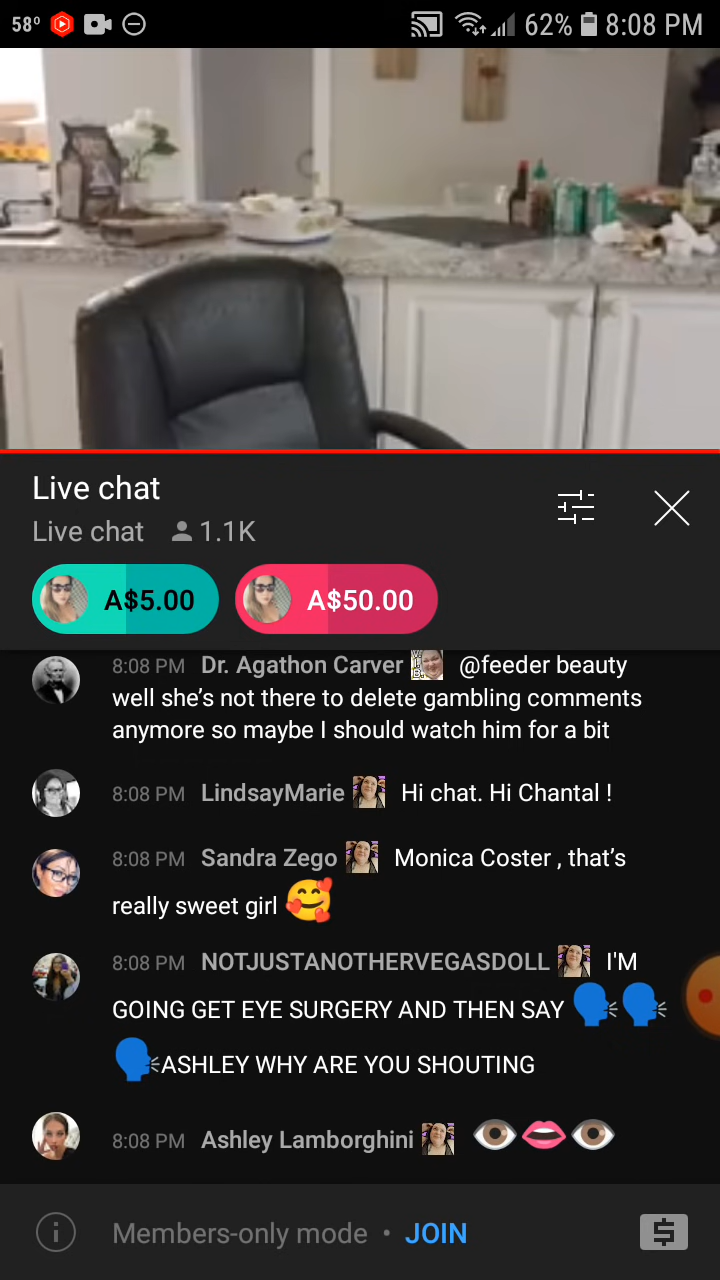 58° 62% 8:08 PM
Live chat
Live chat 1.1K
A$5.00 A$50.00
8:08 PM Dr. Agathon Carver @feeder beauty
well she’s not there to delete gambling comments
anymore so maybe I should watch him for a bit
8:08 PM LindsayMarie Hi chat. Hi Chantal !
8:08 PM Sandra Zego Monica Coster , that’s
really sweet girl 🥰
8:08 PM NOTJUSTANOTHERVEGASDOLL I'M
GOING GET EYE SURGERY AND THEN SAY 🗣️🗣️
🗣️ASHLEY WHY ARE YOU SHOUTING
8:08 PM Ashley Lamborghini 👁️👄👁️
Members-only mode • JOIN